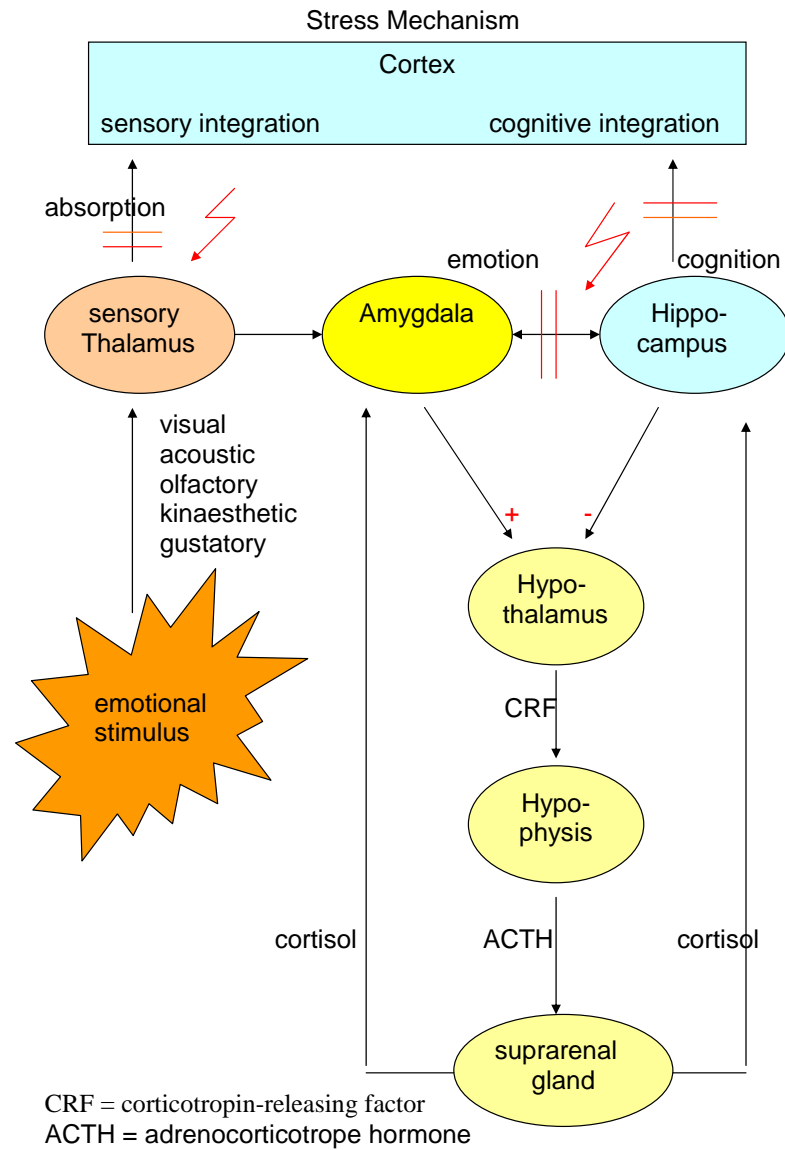 Stress Mechanism
Cortex
sensory integration
cognitive integration
absorption
emotion
cognition
sensory
Thalamus
Amygdala
Hippo-
campus
visual
acoustic
olfactory
kinaesthetic
gustatory
+
-
Hypo-
thalamus
emotional
stimulus
CRF
Hypo-
physis
cortisol
ACTH
cortisol
suprarenal
gland
CRF = corticotropin-releasing factor
ACTH = adrenocorticotrope hormone